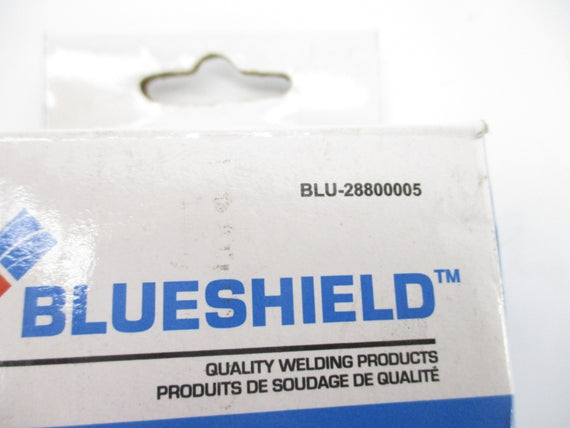 BLU-28800005
BLUESHIELD™
QUALITY WELDING PRODUCTS
PRODUITS DE SOUDAGE DE QUALITÉ